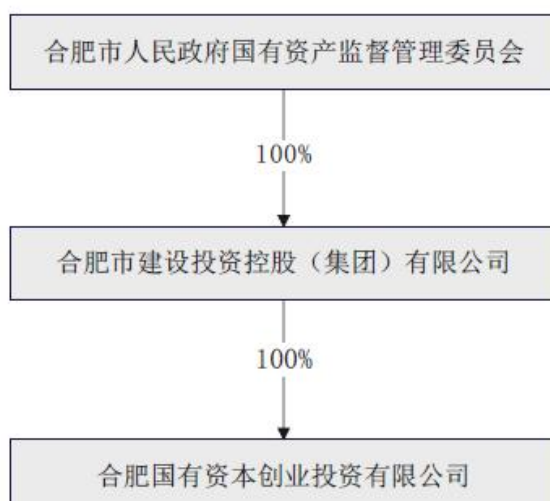 合肥市人民政府国有资产监督管理委员会
100%
合肥市建设投资控股（集团）有限公司
100%
合肥国有资本创业投资有限公司